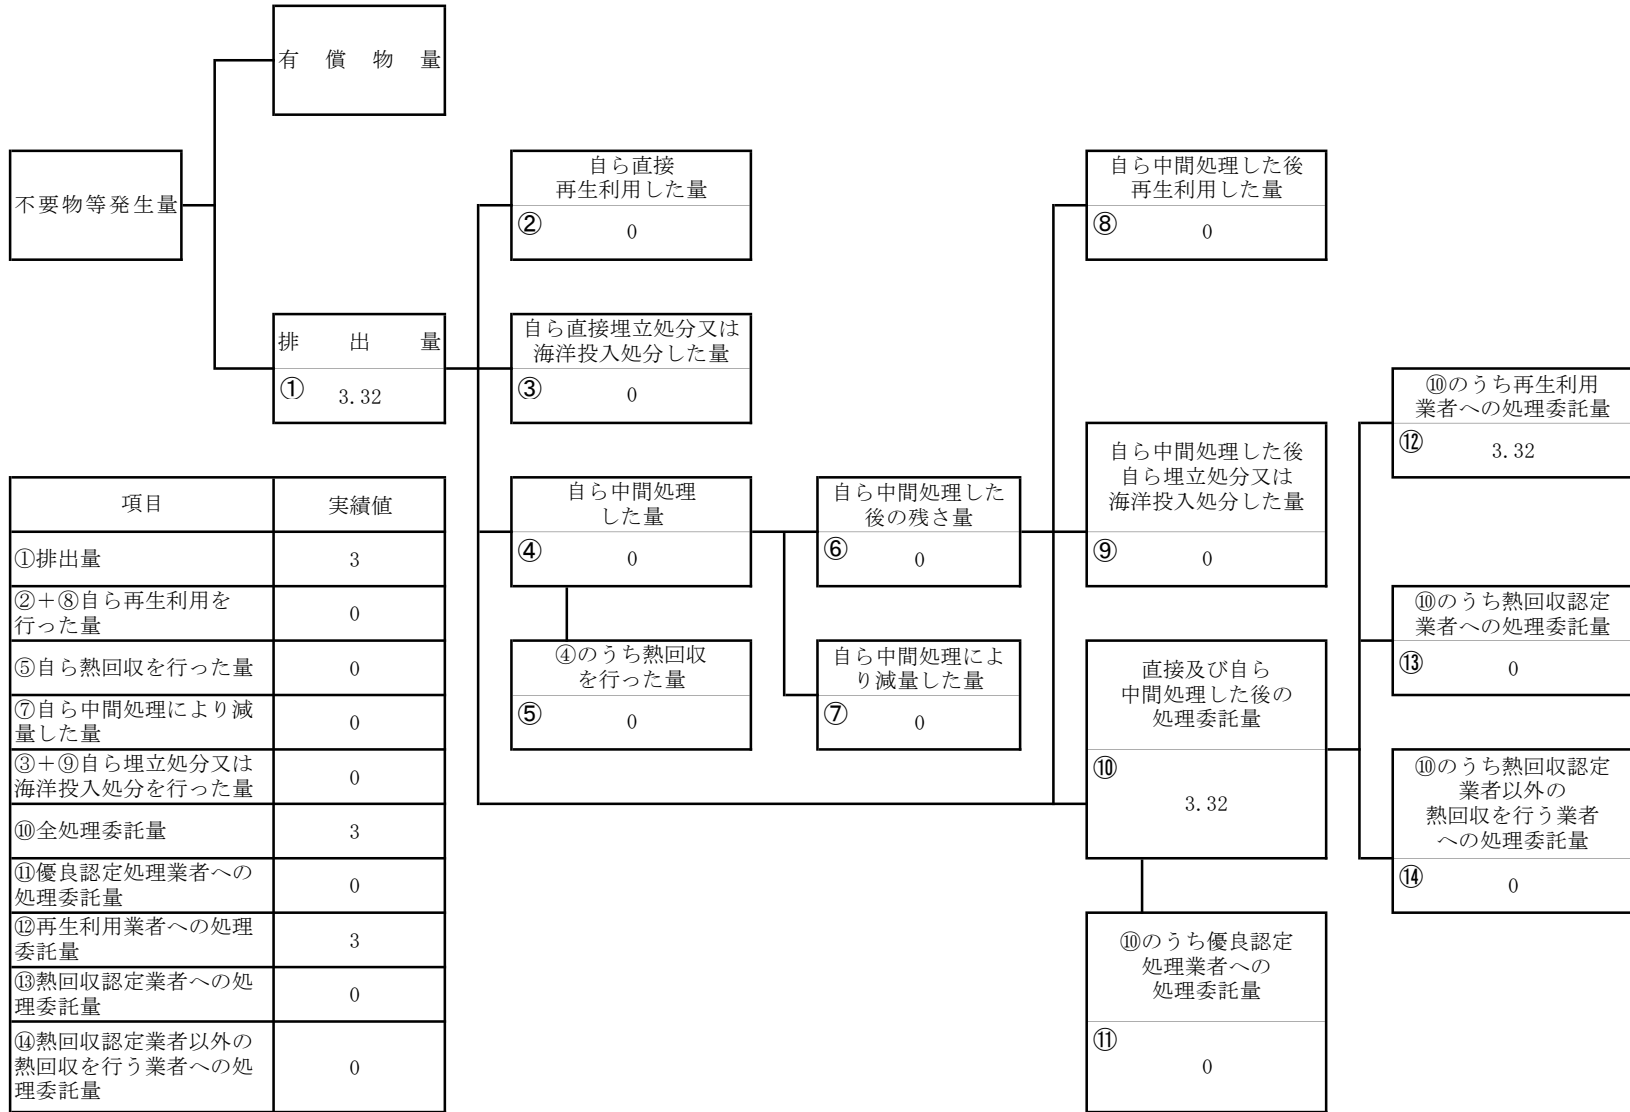 有償物量
不要物等発生量
排出量
① 3.32
自ら直接
再生利用した量
② 0
自ら直接埋立処分又は
海洋投入処分した量
③ 0
自ら中間処理
した量
④ 0
④のうち熱回収
を行った量
⑤ 0
自ら中間処理した
後の残さ量
⑥ 0
自ら中間処理によ
り減量した量
⑦ 0
自ら中間処理した後
再生利用した量
⑧ 0
自ら中間処理した後
自ら埋立処分又は
海洋投入処分した量
⑨ 0
直接及び自ら
中間処理した後の
処理委託量
⑩
3.32
⑩のうち優良認定
処理業者への
処理委託量
⑪
0
⑩のうち再生利用
業者への処理委託量
⑫ 3.32
⑩のうち熱回収認定
業者への処理委託量
⑬ 0
⑩のうち熱回収認定
業者以外の
熱回収を行う業者
への処理委託量
⑭ 0
項目 実績値
①排出量 3
②+⑧自ら再生利用を
行った量 0
⑤自ら熱回収を行った量 0
⑦自ら中間処理により減
量した量 0
③+⑨自ら埋立処分又は
海洋投入処分を行った量 0
⑩全処理委託量 3
⑪優良認定処理業者への
処理委託量 0
⑫再生利用業者への処理
委託量 3
⑬熱回収認定業者への処
理委託量 0
⑭熱回収認定業者以外の
熱回収を行う業者への処
理委託量 0